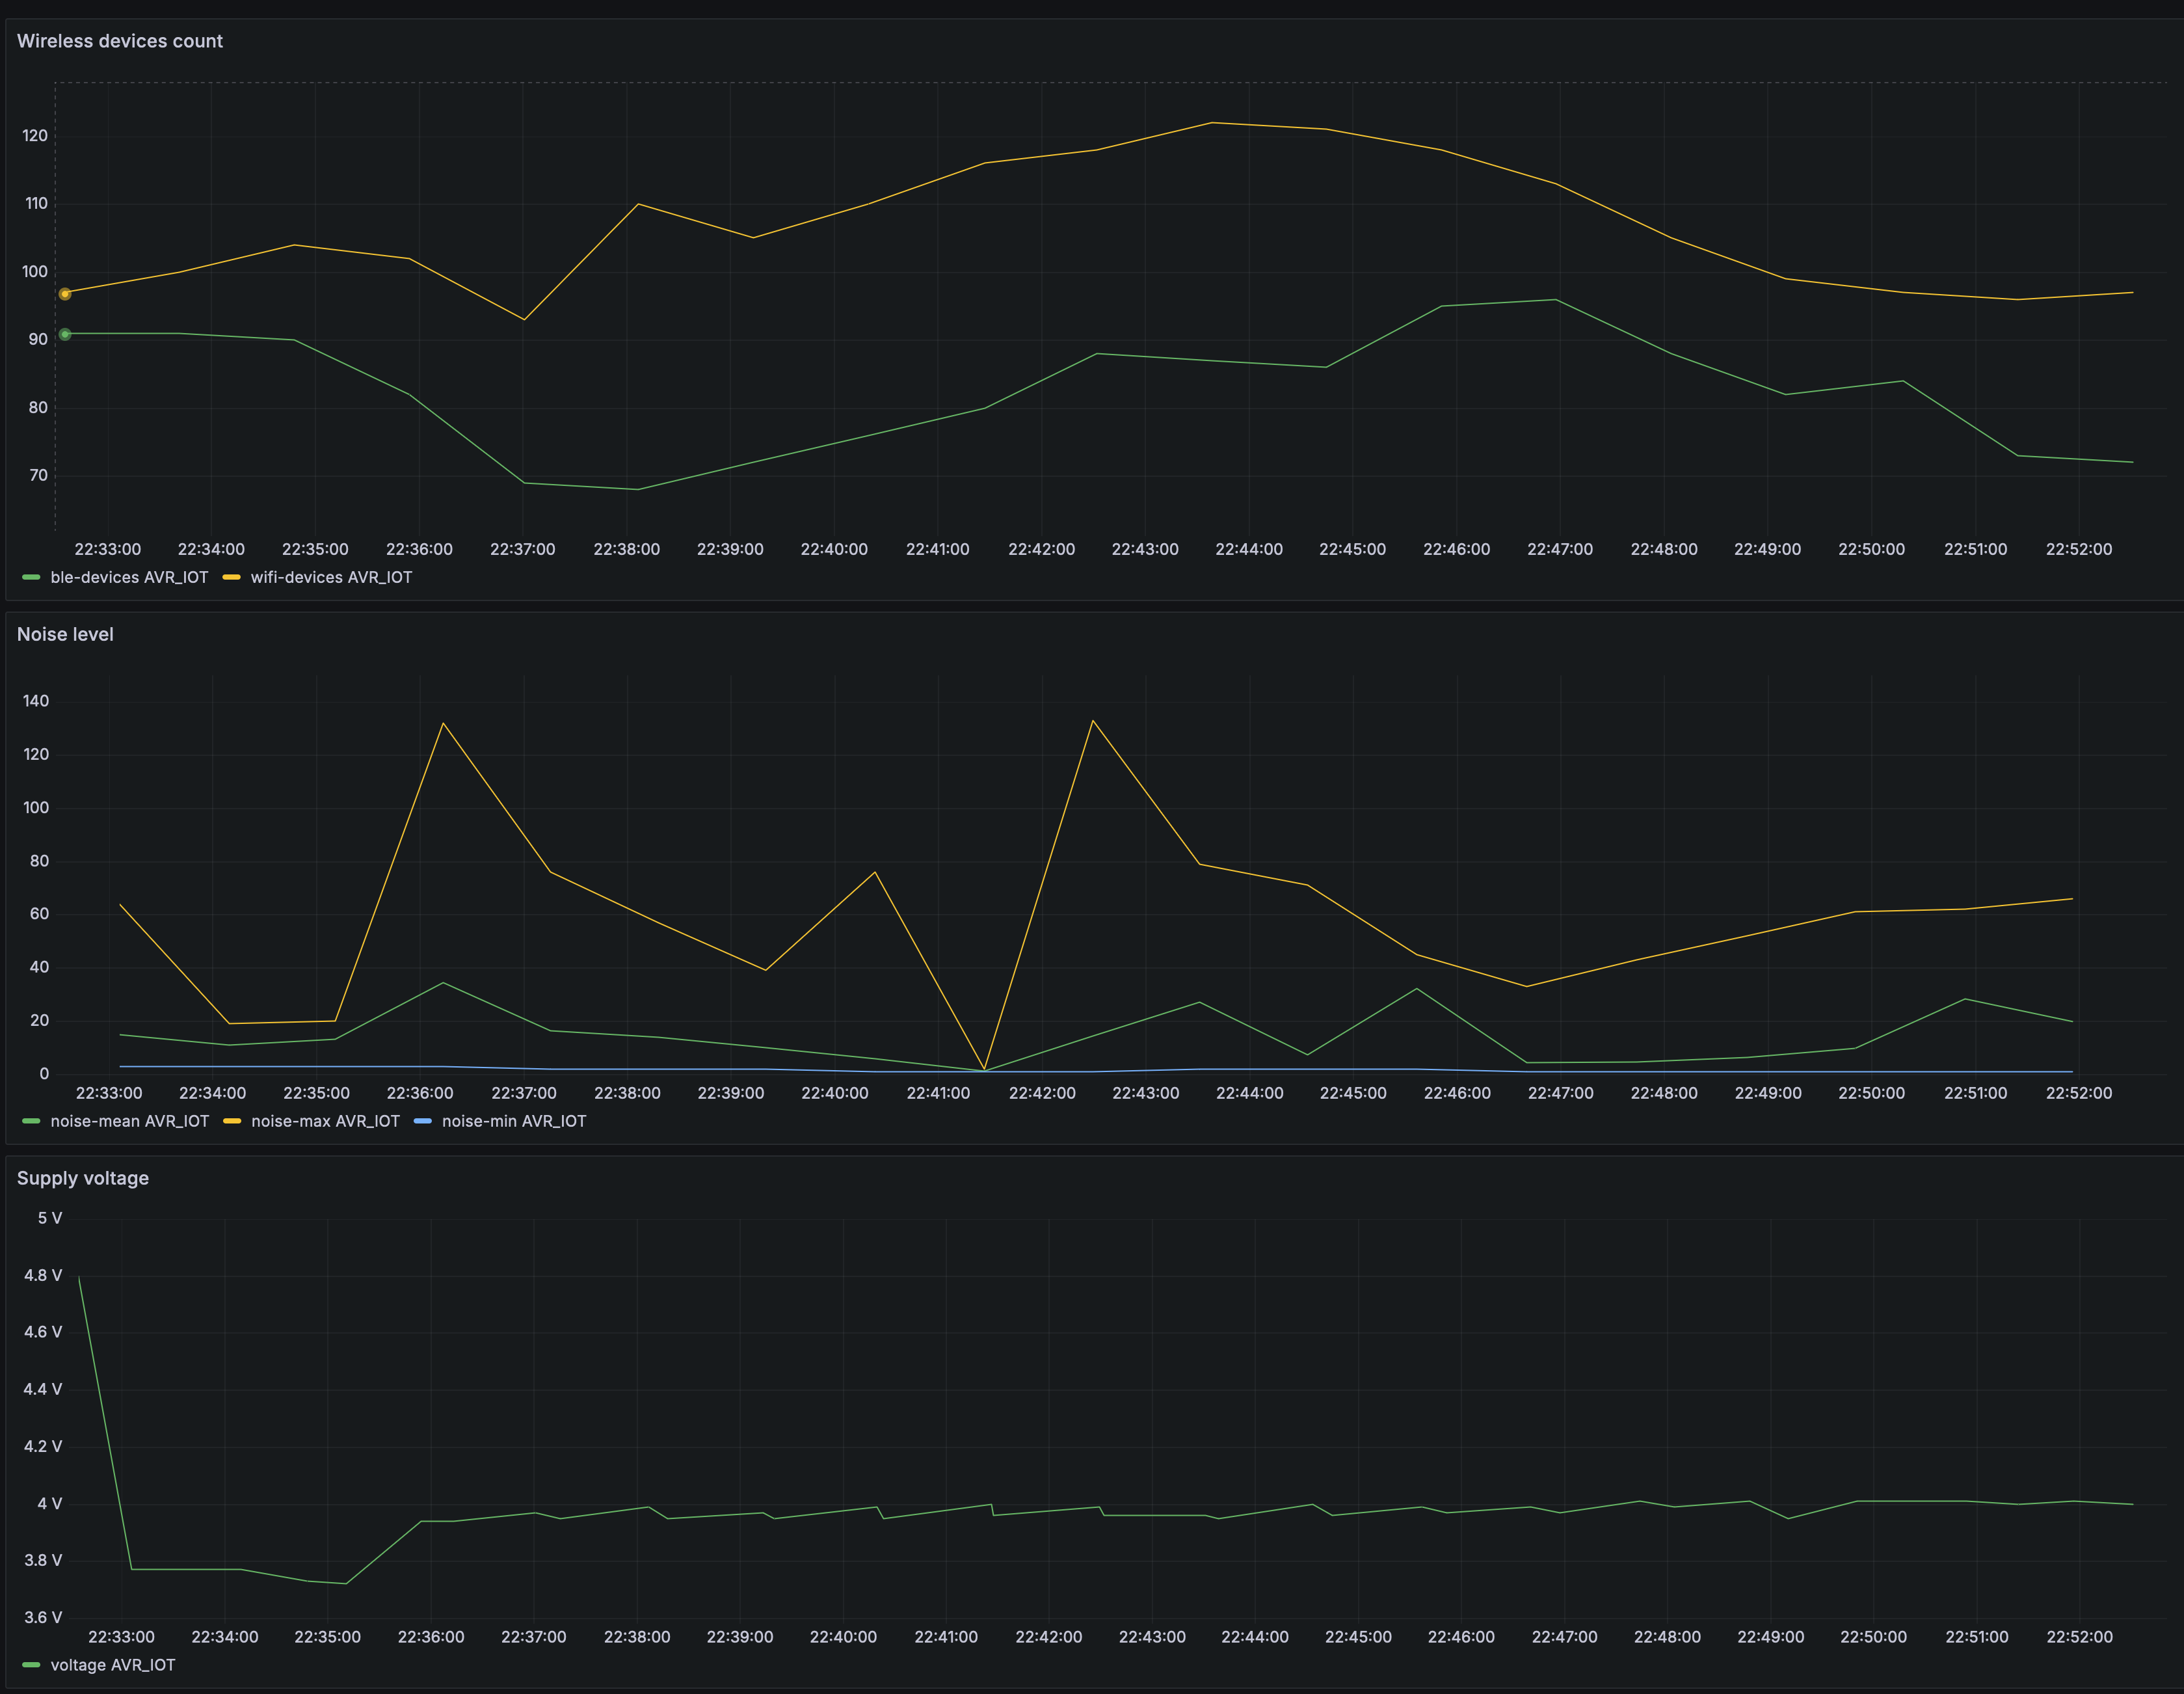 Wireless devices count
120
110
100
90
80
70
22:33:00 22:34:00 22:35:00 22:36:00 22:37:00 22:38:00 22:39:00 22:40:00 22:41:00 22:42:00 22:43:00 22:44:00 22:45:00 22:46:00 22:47:00 22:48:00 22:49:00 22:50:00 22:51:00 22:52:00
ble-devices AVR_IOT wifi-devices AVR_IOT
Noise level
140
120
100
80
60
40
20
0
22:33:00 22:34:00 22:35:00 22:36:00 22:37:00 22:38:00 22:39:00 22:40:00 22:41:00 22:42:00 22:43:00 22:44:00 22:45:00 22:46:00 22:47:00 22:48:00 22:49:00 22:50:00 22:51:00 22:52:00
noise-mean AVR_IOT noise-max AVR_IOT noise-min AVR_IOT
Supply voltage
5 V
4.8 V
4.6 V
4.4 V
4.2 V
4 V
3.8 V
3.6 V
22:33:00 22:34:00 22:35:00 22:36:00 22:37:00 22:38:00 22:39:00 22:40:00 22:41:00 22:42:00 22:43:00 22:44:00 22:45:00 22:46:00 22:47:00 22:48:00 22:49:00 22:50:00 22:51:00 22:52:00
voltage AVR_IOT